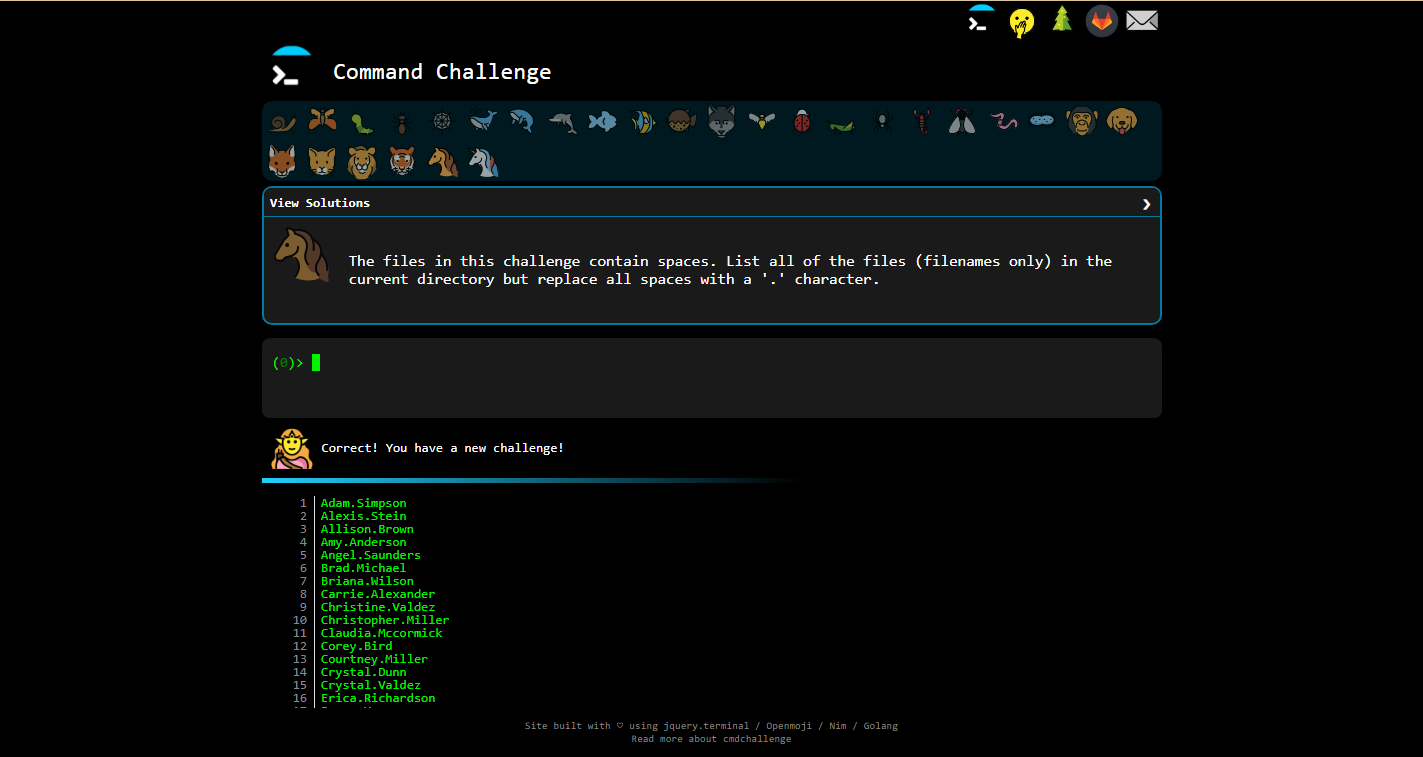 Command Challenge
View Solutions
The files in this challenge contain spaces. List all of the files (filenames only) in the
current directory but replace all spaces with a '.' character.
(0)>
Correct! You have a new challenge!
1 Adam.Simpson
2 Alexis.Stein
3 Allison.Brown
4 Amy.Anderson
5 Angel.Saunders
6 Brad.Michael
7 Briana.Wilson
8 Carrie.Alexander
9 Christine.Valdez
10 Christopher.Miller
11 Claudia.Mccormick
12 Corey.Bird
13 Courtney.Miller
14 Crystal.Dunn
15 Crystal.Valdez
16 Erica.Richardson
Site built with ♡ using jquery.terminal / Openmoji / Nim / Golang
Read more about cmdchallenge